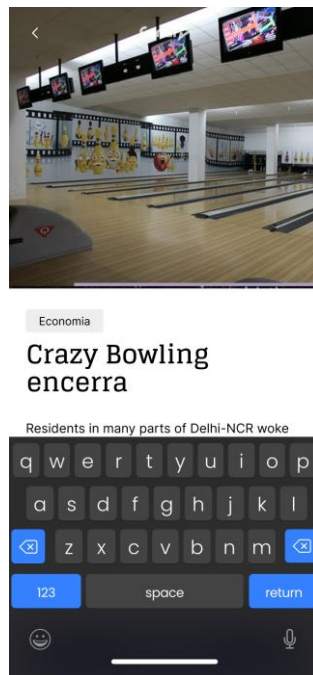 Economia
Crazy Bowling
encerra
Residents in many parts of Delhi-NCR woke
q w e r t y u i o p
a s d f g h j k l
z x c v b n m
123 space return